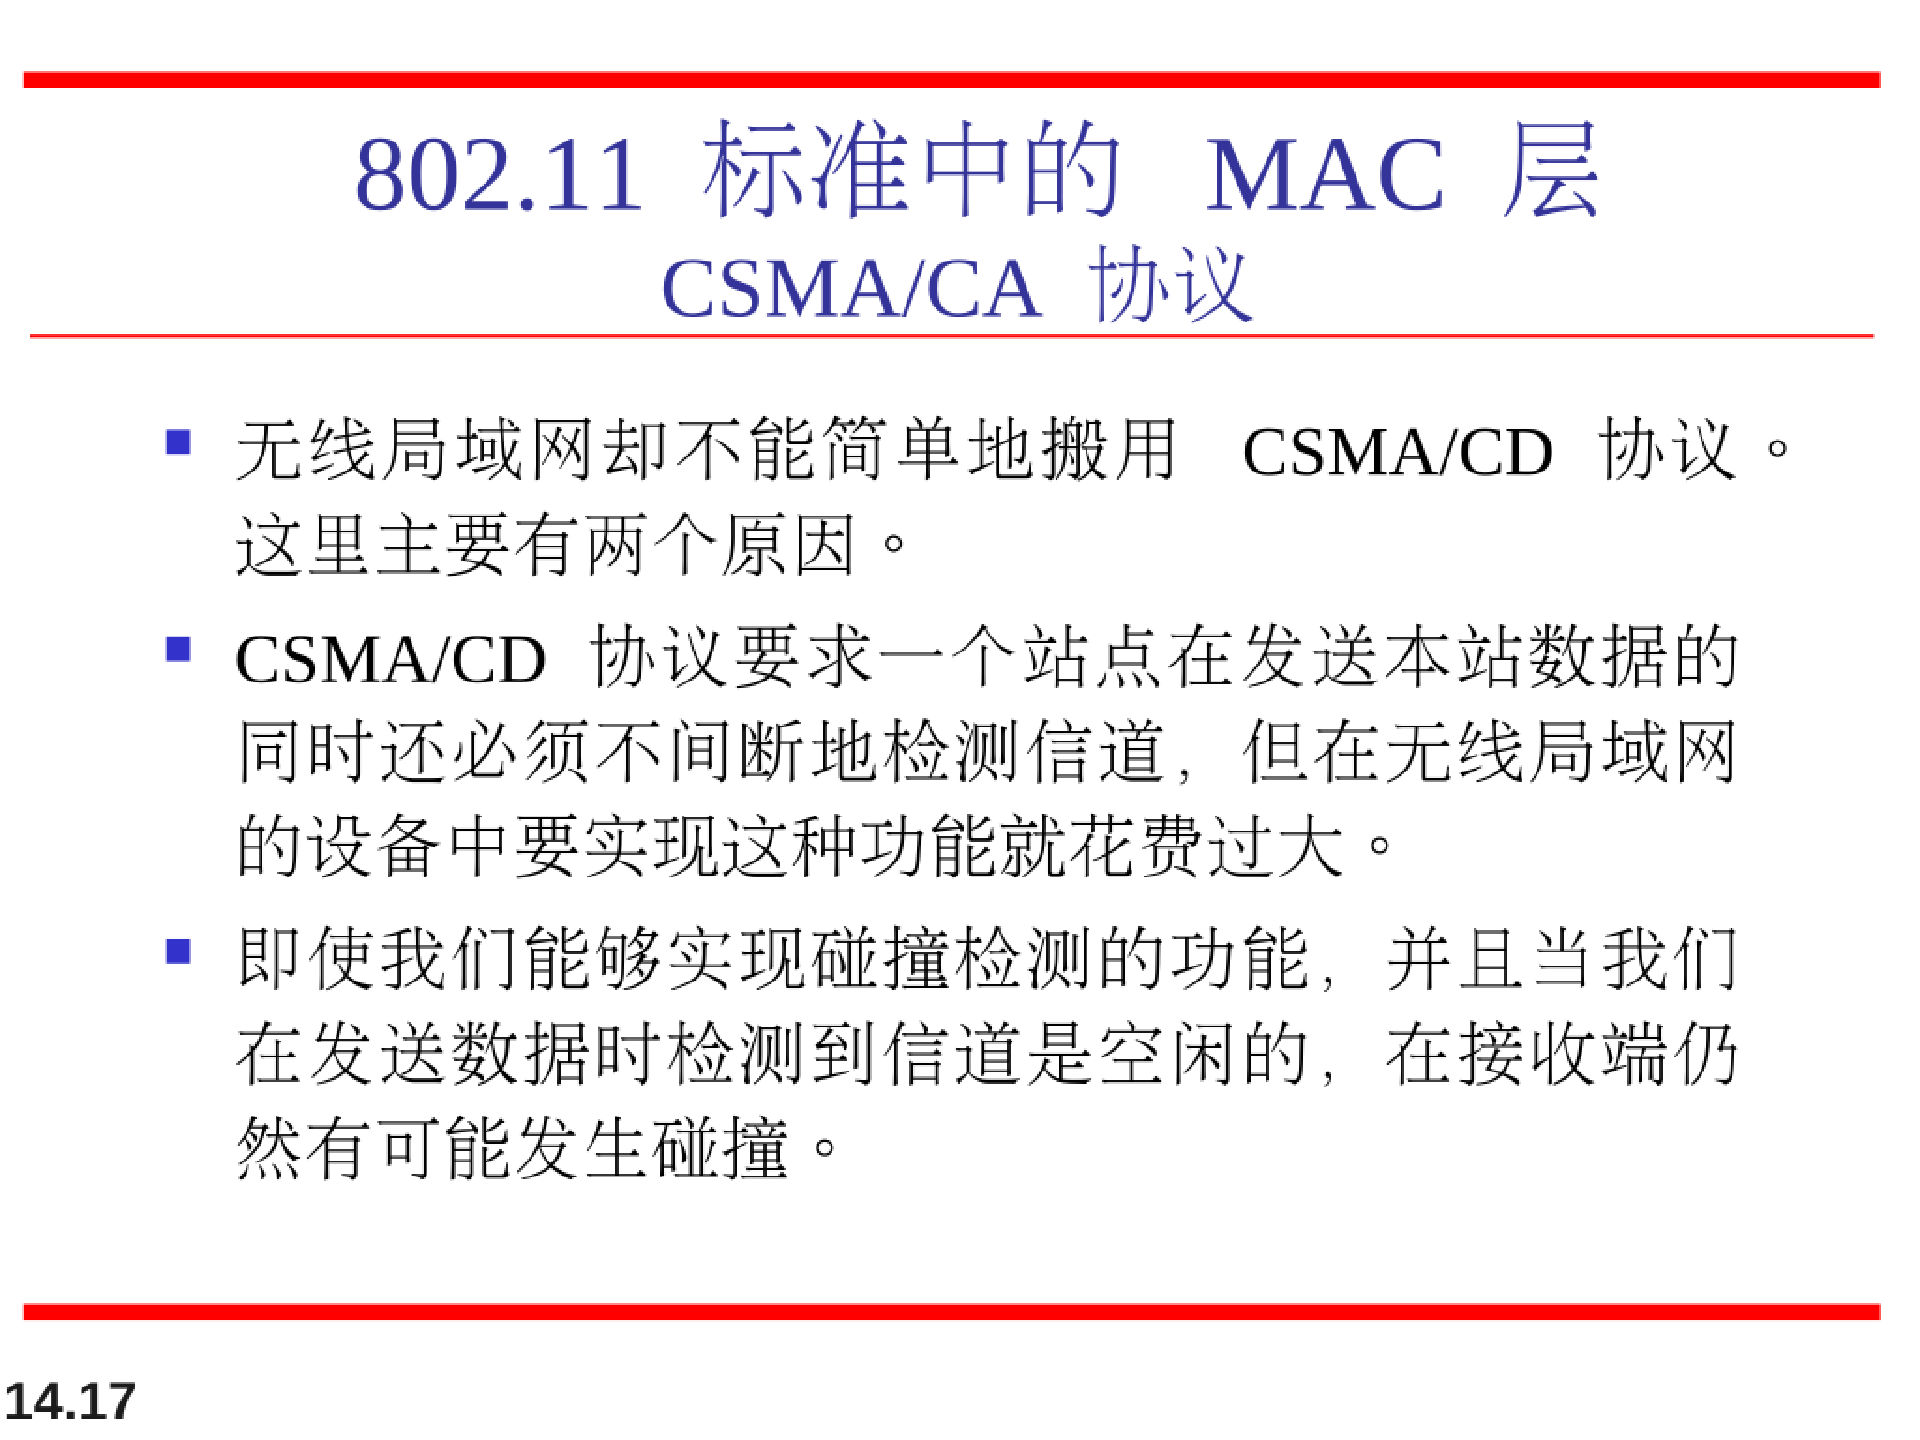 802.11 标准中的 MAC 层
CSMA/CA 协议
无线局域网却不能简单地搬用 CSMA/CD 协议。
这里主要有两个原因。
CSMA/CD 协议要求一个站点在发送本站数据的
同时还必须不间断地检测信道，但在无线局域网
的设备中要实现这种功能就花费过大。
即使我们能够实现碰撞检测的功能，并且当我们
在发送数据时检测到信道是空闲的，在接收端仍
然有可能发生碰撞。
14.17